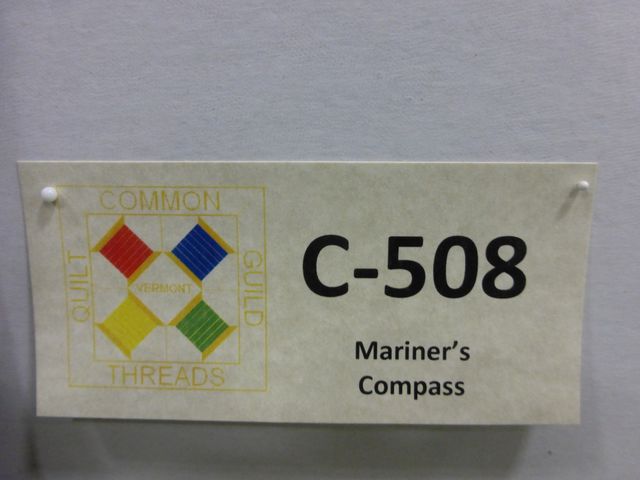 COMMON
QUILT
VERMONT
GUILD
THREADS
C-508
Mariner's
Compass